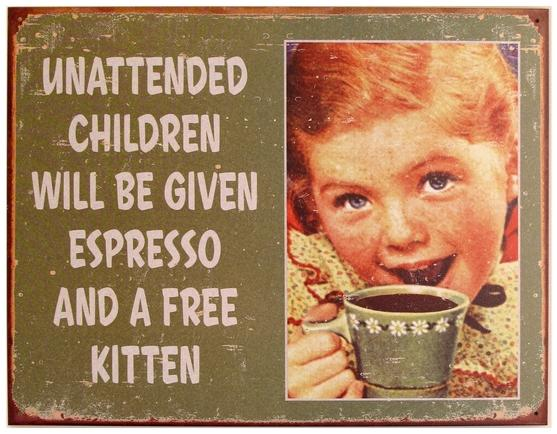 UNATTENDED
CHILDREN
WILL BE GIVEN
ESPRESSO
AND A FREE
KITTEN